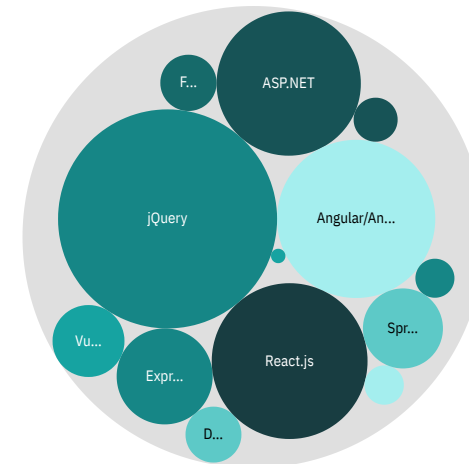 F...
ASP.NET
jQuery
Angular/An...
Spr...
Vu...
React.js
Expr...
D...